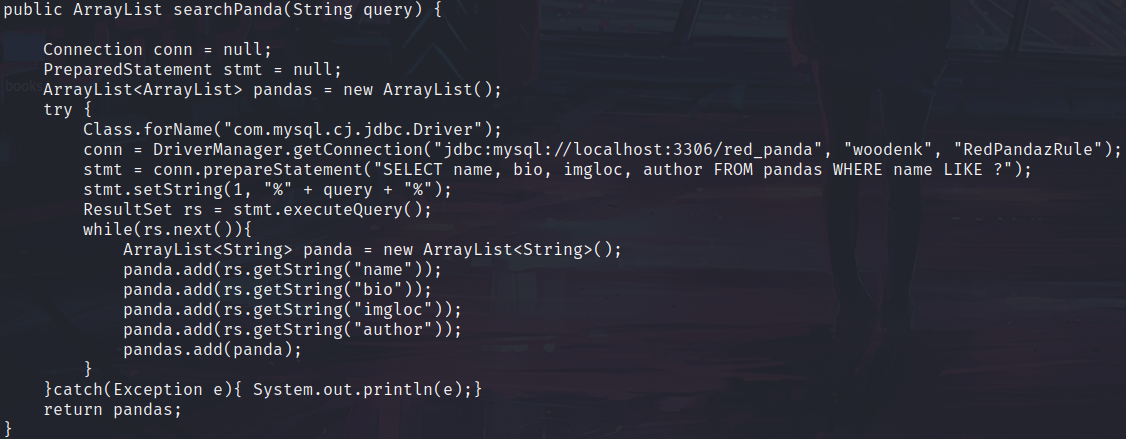 public ArrayList searchPanda(String query) {
Connection conn = null;
PreparedStatement stmt = null;
ArrayList<ArrayList> pandas = new ArrayList();
try {
Class.forName("com.mysql.cj.jdbc.Driver");
conn = DriverManager.getConnection("jdbc:mysql://localhost:3306/red_panda", "woodenk", "RedPandazRule");
stmt = conn.prepareStatement("SELECT name, bio, imgloc, author FROM pandas WHERE name LIKE ?");
stmt.setString(1, "%" + query + "%");
ResultSet rs = stmt.executeQuery();
while(rs.next()){
ArrayList<String> panda = new ArrayList<String>();
panda.add(rs.getString("name"));
panda.add(rs.getString("bio"));
panda.add(rs.getString("imgloc"));
panda.add(rs.getString("author"));
pandas.add(panda);
}
}catch(Exception e){ System.out.println(e);}
return pandas;
}